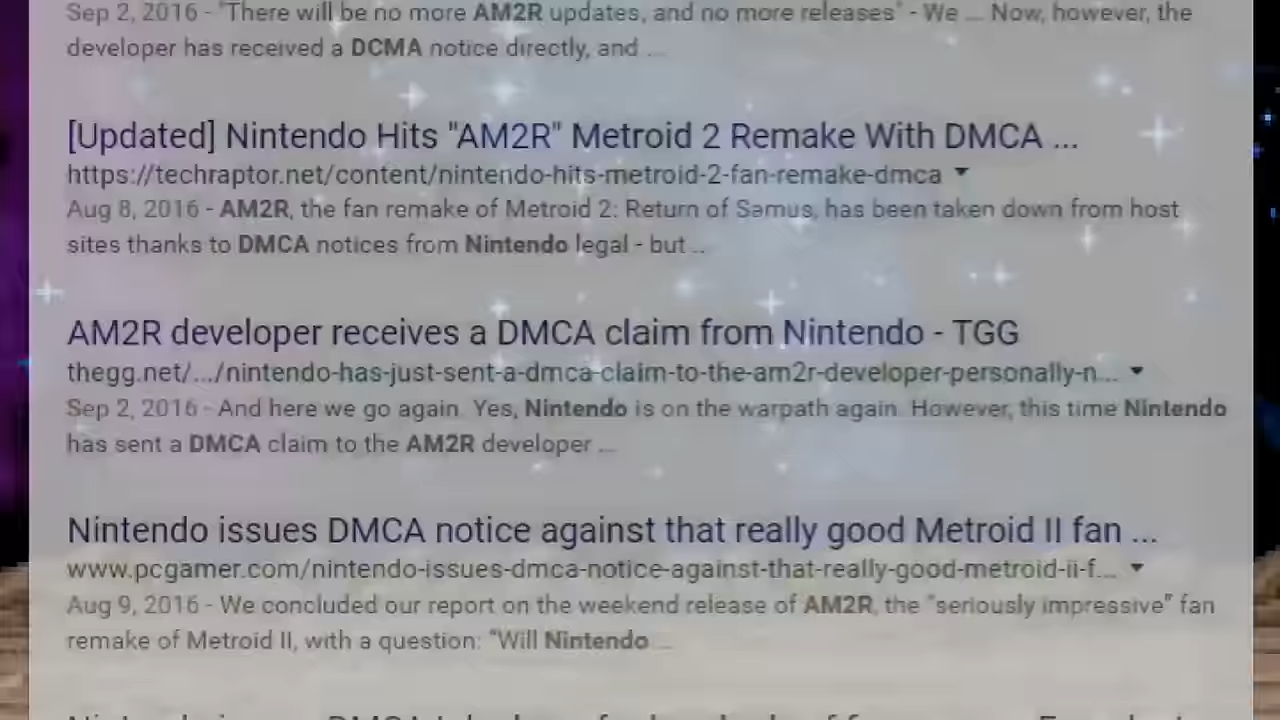 Sep 2, 2016 - "There will be no more AM2R updates, and no more releases" - We ... Now, however, the
developer has received a DCMA notice directly, and ...
[Updated] Nintendo Hits "AM2R" Metroid 2 Remake With DMCA ...
https://techraptor.net/content/nintendo-hits-metroid-2-fan-remake-dmca
Aug 8, 2016 - AM2R, the fan remake of Metroid 2: Return of Samus, has been taken down from host
sites thanks to DMCA notices from Nintendo legal - but ...
AM2R developer receives a DMCA claim from Nintendo - TGG
thegg.net/.../nintendo-has-just-sent-a-dmca-claim-to-the-am2r-developer-personally-n...
Sep 2, 2016 - And here we go again. Yes, Nintendo is on the warpath again. However, this time Nintendo
has sent a DMCA claim to the AM2R developer ...
Nintendo issues DMCA notice against that really good Metroid II fan ...
www.pcgamer.com/nintendo-issues-dmca-notice-against-that-really-good-metroid-ii-f...
Aug 9, 2016 - We concluded our report on the weekend release of AM2R, the "seriously impressive" fan
remake of Metroid II, with a question: "Will Nintendo ...